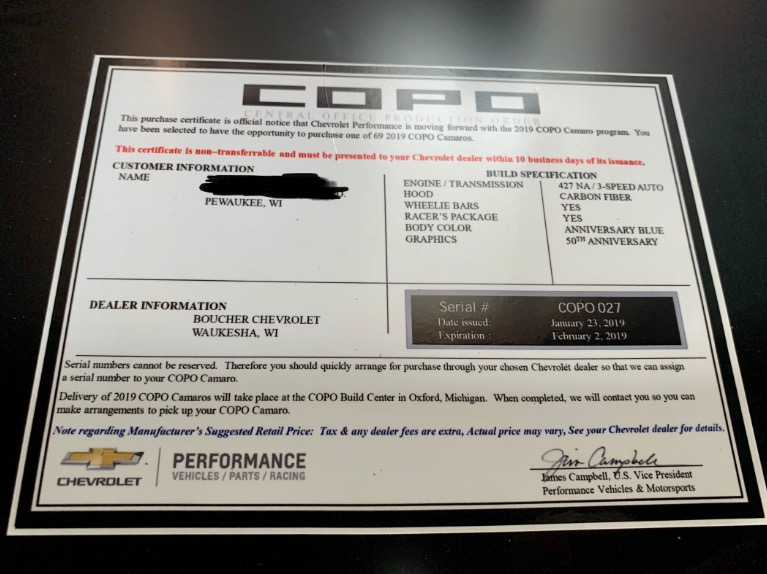 COPO
CENTRAL OFFICE PRODUCTION ORDER
This purchase certificate is official notice that Chevrolet Performance is moving forward with the 2019 COPO Camaro program. You
have been selected to have the opportunity to purchase one of 69 2019 COPO Camaros.
This certificate is non-transferrable and must be presented to your Chevrolet dealer within 10 business days of its issuance.
CUSTOMER INFORMATION
NAME
PEWAUKEE, WI
BUILD SPECIFICATION
ENGINE / TRANSMISSION 427 NA / 3-SPEED AUTO
HOOD CARBON FIBER
WHEELIE BARS YES
RACER'S PACKAGE YES
BODY COLOR ANNIVERSARY BLUE
GRAPHICS 50TH ANNIVERSARY
DEALER INFORMATION
BOUCHER CHEVROLET
WAUKESHA, WI
Serial # COPO 027
Date issued: January 23, 2019
Expiration : February 2, 2019
Serial numbers cannot be reserved. Therefore you should quickly arrange for purchase through your chosen Chevrolet dealer so that we can assign
a serial number to your COPO Camaro.
Delivery of 2019 COPO Camaros will take place at the COPO Build Center in Oxford, Michigan. When completed, we will contact you so you can
make arrangements to pick up your COPO Camaro.
Note regarding Manufacturer's Suggested Retail Price: Tax & any dealer fees are extra, Actual price may vary, See your Chevrolet dealer for details.
CHEVROLET
PERFORMANCE
VEHICLES / PARTS / RACING
Jim Campbell
James Campbell, U.S. Vice President
Performance Vehicles & Motorsports